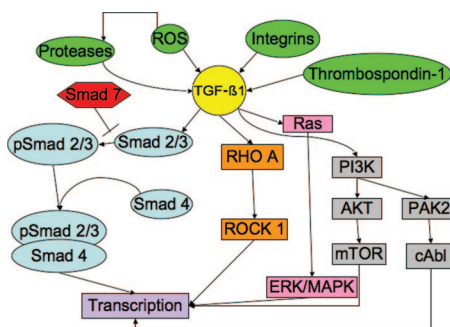 ROS
Integrins
Proteases
Thrombospondin-1
Smad 7
TGF-ß1
Ras
pSmad 2/3
Smad 2/3
RHO A
PI3K
Smad 4
AKT
PAK2
pSmad 2/3
Smad 4
ROCK 1
mTOR
cAbl
ERK/MAPK
Transcription